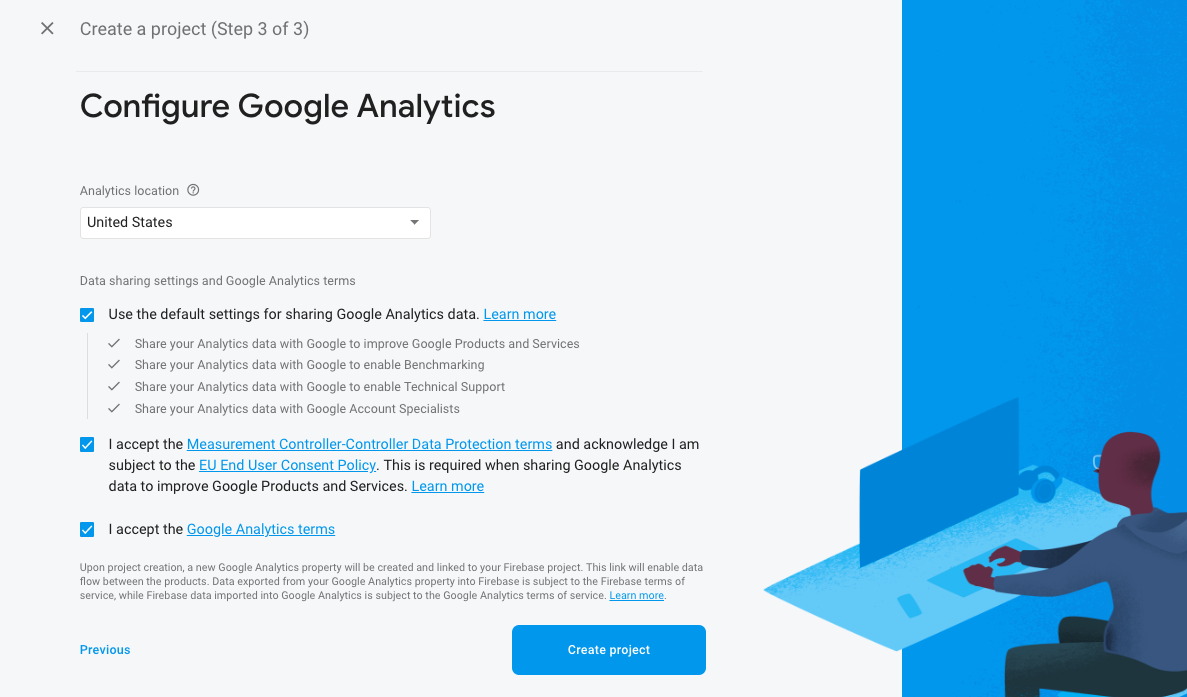 Create a project (Step 3 of 3)
Configure Google Analytics
Analytics location
United States
Data sharing settings and Google Analytics terms
Use the default settings for sharing Google Analytics data. Learn more
Share your Analytics data with Google to improve Google Products and Services
Share your Analytics data with Google to enable Benchmarking
Share your Analytics data with Google to enable Technical Support
Share your Analytics data with Google Account Specialists
I accept the Measurement Controller-Controller Data Protection terms and acknowledge I am
subject to the EU End User Consent Policy. This is required when sharing Google Analytics
data to improve Google Products and Services. Learn more
I accept the Google Analytics terms
Upon project creation, a new Google Analytics property will be created and linked to your Firebase project. This link will enable data
flow between the products. Data exported from your Google Analytics property into Firebase is subject to the Firebase terms of
service, while Firebase data imported into Google Analytics is subject to the Google Analytics terms of service. Learn more.
Previous
Create project